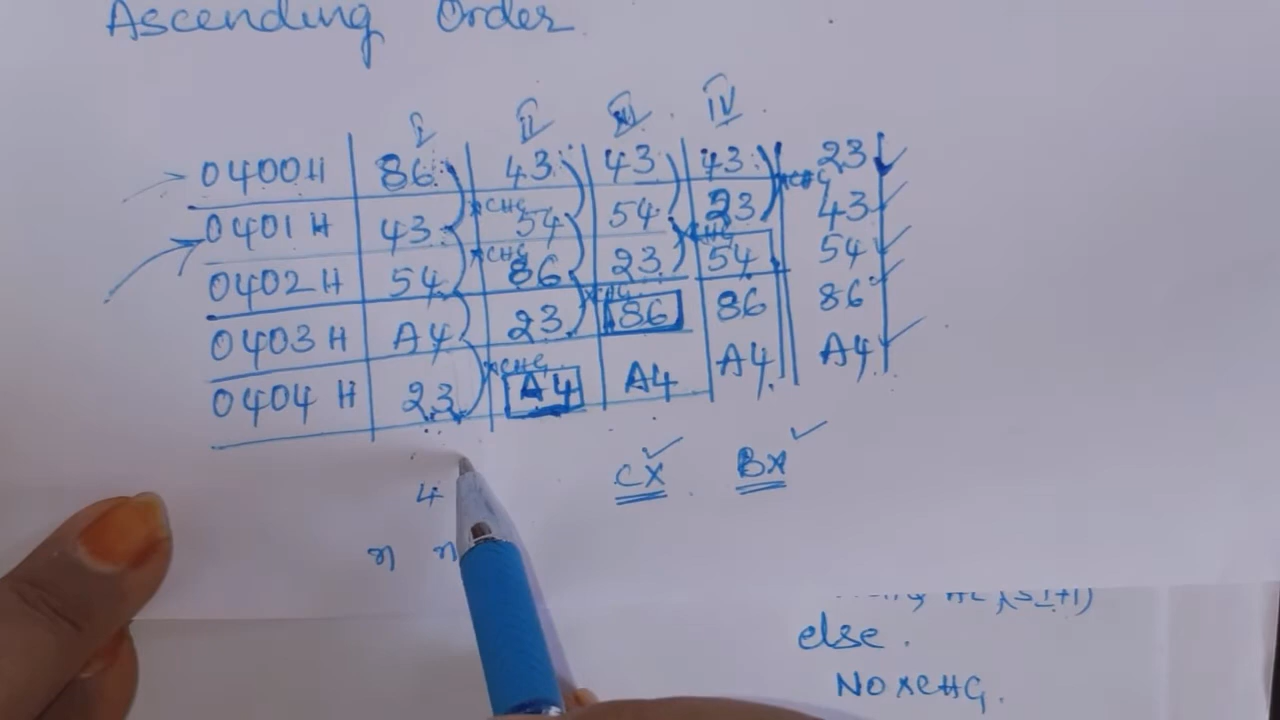 Ascending Order
I II III IV
0400H 86 43 43 43 23
XCHG
0401H 43 54 54 23 43
XCHG XCHG
0402H 54 86 23 54 54
XCHG
0403H A4 23 86 86 86
XCHG
0404H 23 A4 A4 A4 A4
CX BX
4
n n
else.
NO XCHG.